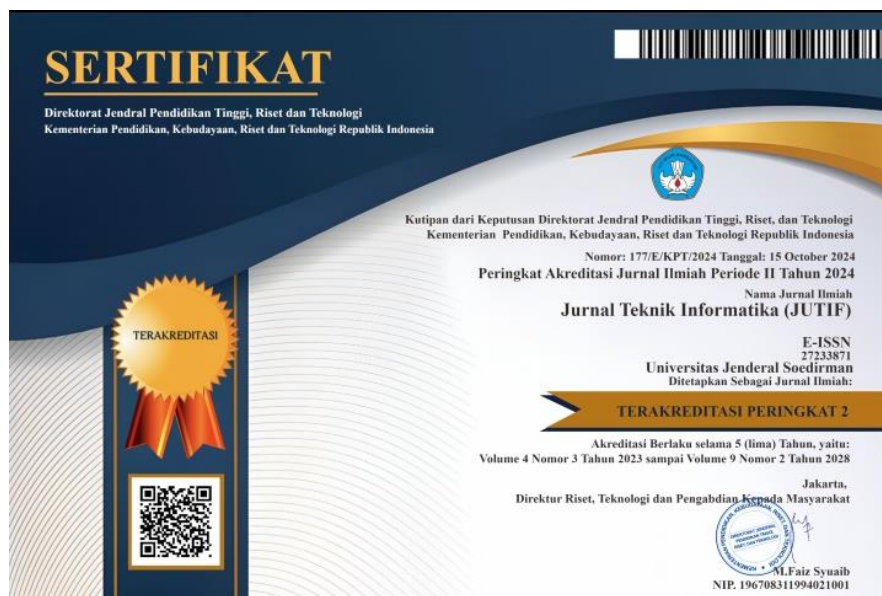 SERTIFIKAT
Direktorat Jendral Pendidikan Tinggi, Riset dan Teknologi
Kementerian Pendidikan, Kebudayaan, Riset dan Teknologi Republik Indonesia
Kutipan dari Keputusan Direktorat Jendral Pendidikan Tinggi, Riset, dan Teknologi
Kementerian Pendidikan, Kebudayaan, Riset dan Teknologi Republik Indonesia
Nomor: 177/E/KPT/2024 Tanggal: 15 October 2024
Peringkat Akreditasi Jurnal Ilmiah Periode II Tahun 2024
Nama Jurnal Ilmiah
Jurnal Teknik Informatika (JUTIF)
E-ISSN
27233871
Universitas Jenderal Soedirman
Ditetapkan Sebagai Jurnal Ilmiah:
TERAKREDITASI PERINGKAT 2
TERAKREDITASI
Akreditasi Berlaku selama 5 (lima) Tahun, yaitu:
Volume 4 Nomor 3 Tahun 2023 sampai Volume 9 Nomor 2 Tahun 2028
Jakarta,
Direktur Riset, Teknologi dan Pengabdian Kepada Masyarakat
M.Faiz Syuaib
NIP. 196708311994021001